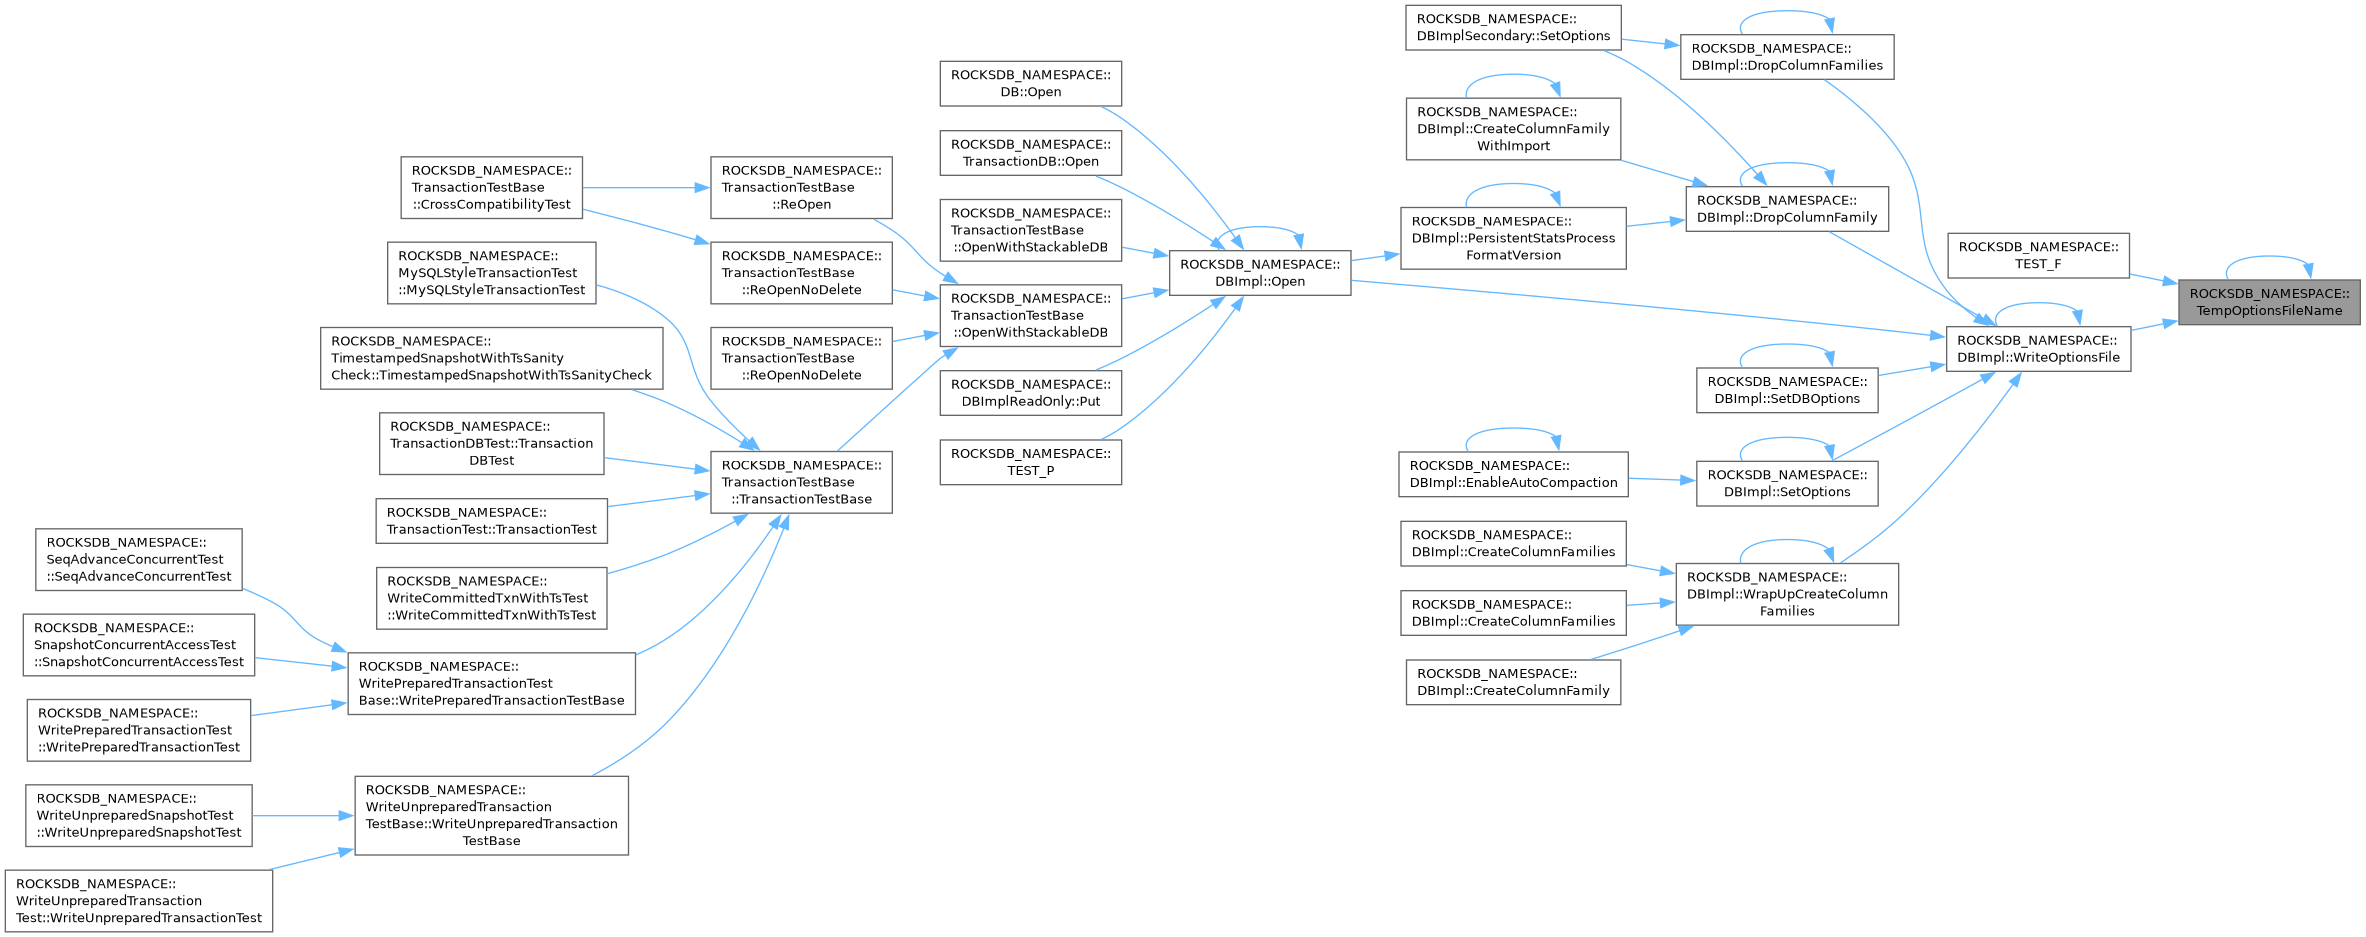 ROCKSDB_NAMESPACE::
DBImplSecondary::SetOptions
ROCKSDB_NAMESPACE::
DBImpl::DropColumnFamilies
ROCKSDB_NAMESPACE::
DB::Open
ROCKSDB_NAMESPACE::
DBImpl::CreateColumnFamily
WithImport
ROCKSDB_NAMESPACE::
TransactionDB::Open
ROCKSDB_NAMESPACE::
TransactionTestBase
::CrossCompatibilityTest
ROCKSDB_NAMESPACE::
TransactionTestBase
::ReOpen
ROCKSDB_NAMESPACE::
TransactionTestBase
::OpenWithStackableDB
ROCKSDB_NAMESPACE::
DBImpl::PersistentStatsProcess
FormatVersion
ROCKSDB_NAMESPACE::
DBImpl::DropColumnFamily
ROCKSDB_NAMESPACE::
MySQLStyleTransactionTest
::MySQLStyleTransactionTest
ROCKSDB_NAMESPACE::
TransactionTestBase
::ReOpenNoDelete
ROCKSDB_NAMESPACE::
DBImpl::Open
ROCKSDB_NAMESPACE::
TEST_F
ROCKSDB_NAMESPACE::
TempOptionsFileName
ROCKSDB_NAMESPACE::
TransactionTestBase
::OpenWithStackableDB
ROCKSDB_NAMESPACE::
TimestampedSnapshotWithTsSanity
Check::TimestampedSnapshotWithTsSanityCheck
ROCKSDB_NAMESPACE::
TransactionTestBase
::ReOpenNoDelete
ROCKSDB_NAMESPACE::
DBImpl::WriteOptionsFile
ROCKSDB_NAMESPACE::
DBImplReadOnly::Put
ROCKSDB_NAMESPACE::
DBImpl::SetDBOptions
ROCKSDB_NAMESPACE::
TransactionDBTest::Transaction
DBTest
ROCKSDB_NAMESPACE::
TEST_P
ROCKSDB_NAMESPACE::
DBImpl::EnableAutoCompaction
ROCKSDB_NAMESPACE::
DBImpl::SetOptions
ROCKSDB_NAMESPACE::
TransactionTestBase
::TransactionTestBase
ROCKSDB_NAMESPACE::
TransactionTest::TransactionTest
ROCKSDB_NAMESPACE::
DBImpl::CreateColumnFamilies
ROCKSDB_NAMESPACE::
SeqAdvanceConcurrentTest
::SeqAdvanceConcurrentTest
ROCKSDB_NAMESPACE::
WriteCommittedTxnWithTsTest
::WriteCommittedTxnWithTsTest
ROCKSDB_NAMESPACE::
DBImpl::CreateColumnFamilies
ROCKSDB_NAMESPACE::
DBImpl::WrapUpCreateColumn
Families
ROCKSDB_NAMESPACE::
SnapshotConcurrentAccessTest
::SnapshotConcurrentAccessTest
ROCKSDB_NAMESPACE::
WritePreparedTransactionTest
Base::WritePreparedTransactionTestBase
ROCKSDB_NAMESPACE::
DBImpl::CreateColumnFamily
ROCKSDB_NAMESPACE::
WritePreparedTransactionTest
::WritePreparedTransactionTest
ROCKSDB_NAMESPACE::
WriteUnpreparedSnapshotTest
::WriteUnpreparedSnapshotTest
ROCKSDB_NAMESPACE::
WriteUnpreparedTransaction
TestBase::WriteUnpreparedTransaction
TestBase
ROCKSDB_NAMESPACE::
WriteUnpreparedTransaction
Test::WriteUnpreparedTransactionTest